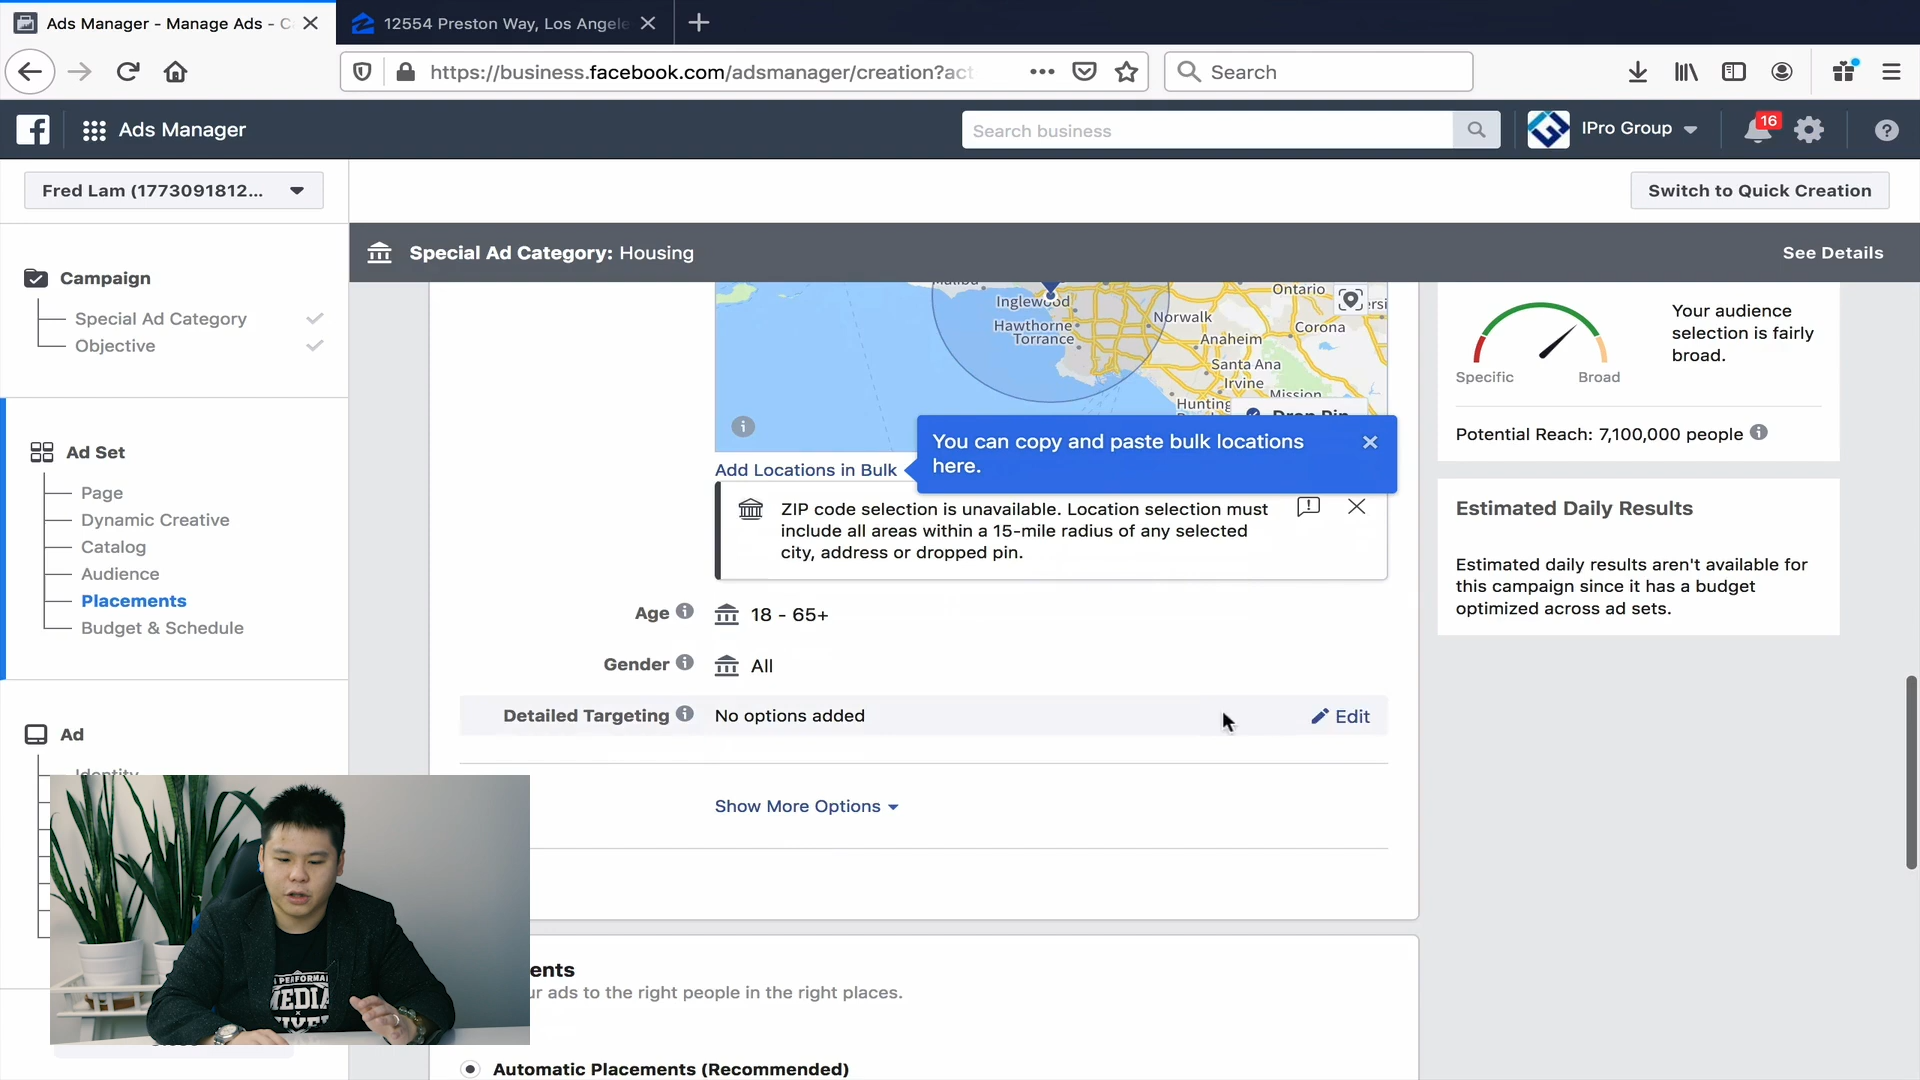 Ads Manager - Manage Ads - C
12554 Preston Way, Los Angele
https://business.facebook.com/adsmanager/creation?act
Search
Ads Manager
Search business
IPro Group
16
Fred Lam (1773091812...
Switch to Quick Creation
Special Ad Category: Housing
See Details
Campaign
Special Ad Category
Objective
Ad Set
Page
Dynamic Creative
Catalog
Audience
Placements
Budget & Schedule
Ad
Identity
Inglewood
Hawthorne
Torrance
Norwalk
Ontario
Corona
Anaheim
Santa Ana
Irvine
Mission
Drop Pin
Add Locations in Bulk
You can copy and paste bulk locations
here.
ZIP code selection is unavailable. Location selection must
include all areas within a 15-mile radius of any selected
city, address or dropped pin.
Age 18 - 65+
Gender All
Detailed Targeting No options added Edit
Show More Options
ents
ur ads to the right people in the right places.
Automatic Placements (Recommended)
Specific
Broad
Your audience
selection is fairly
broad.
Potential Reach: 7,100,000 people
Estimated Daily Results
Estimated daily results aren't available for
this campaign since it has a budget
optimized across ad sets.